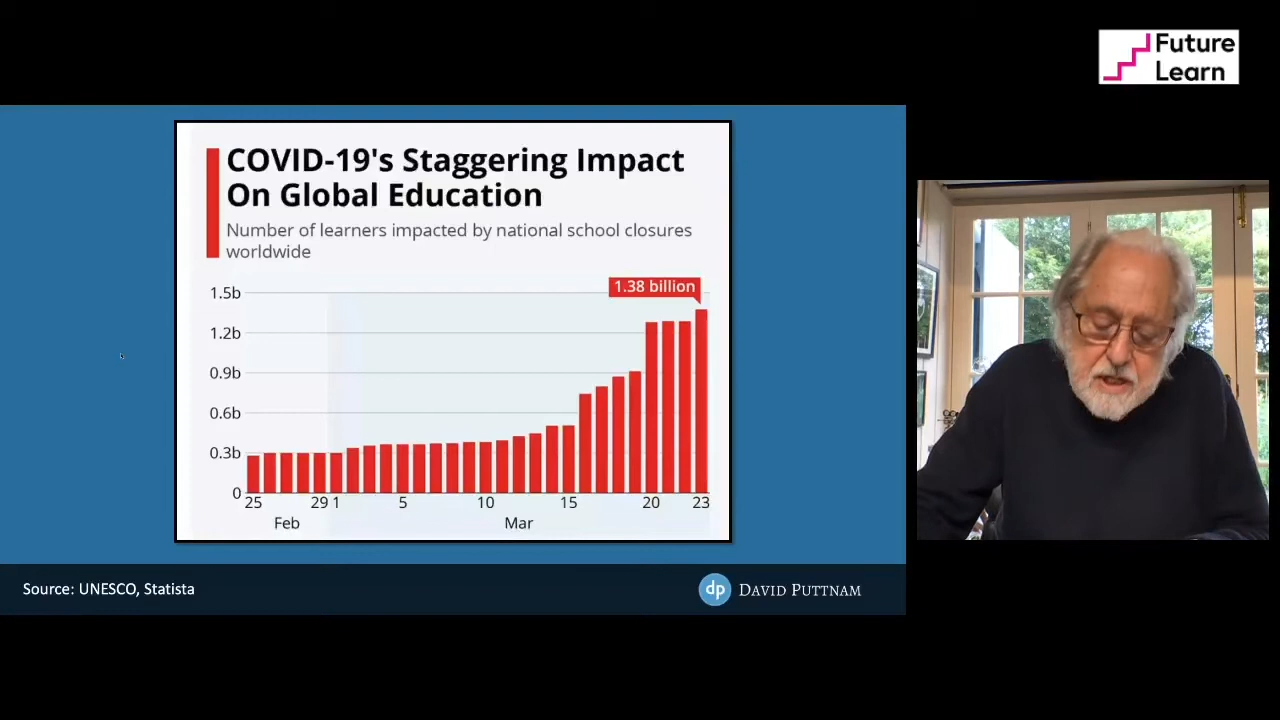 Future
Learn
COVID-19's Staggering Impact
On Global Education
Number of learners impacted by national school closures
worldwide
1.38 billion
1.5b
1.2b
0.9b
0.6b
0.3b
0
25 29 1 5 10 15 20 23
Feb Mar
Source: UNESCO, Statista
dp DAVID PUTTNAM